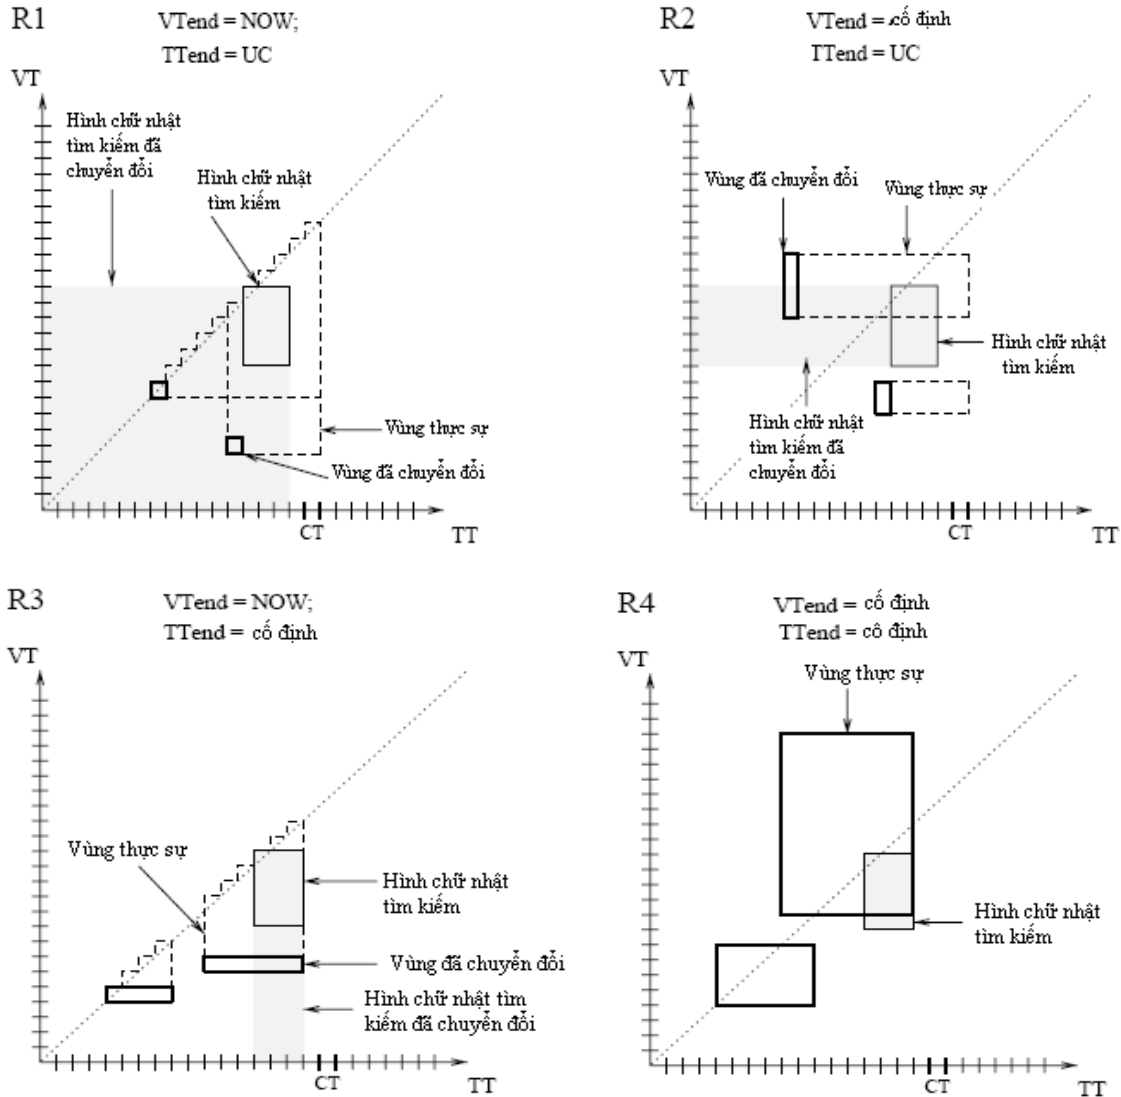 R1
VTend = NOW;
TTend = UC
VT
Hình chữ nhật
tìm kiếm đã
chuyển đổi
Hình chữ nhật
tìm kiếm
Vùng thực sự
Vùng đã chuyển đổi
CT
TT
R2
VTend = cố định
TTend = UC
VT
Vùng đã chuyển đổi
Vùng thực sự
Hình chữ nhật
tìm kiếm
Hình chữ nhật
tìm kiếm đã
chuyển đổi
CT
TT
R3
VTend = NOW;
TTend = cố định
VT
Vùng thực sự
Hình chữ nhật
tìm kiếm
Vùng đã chuyển đổi
Hình chữ nhật tìm
kiếm đã chuyển đổi
CT
TT
R4
VTend = cố định
TTend = cô định
VT
Vùng thực sự
Hình chữ nhật
tìm kiếm
CT
TT